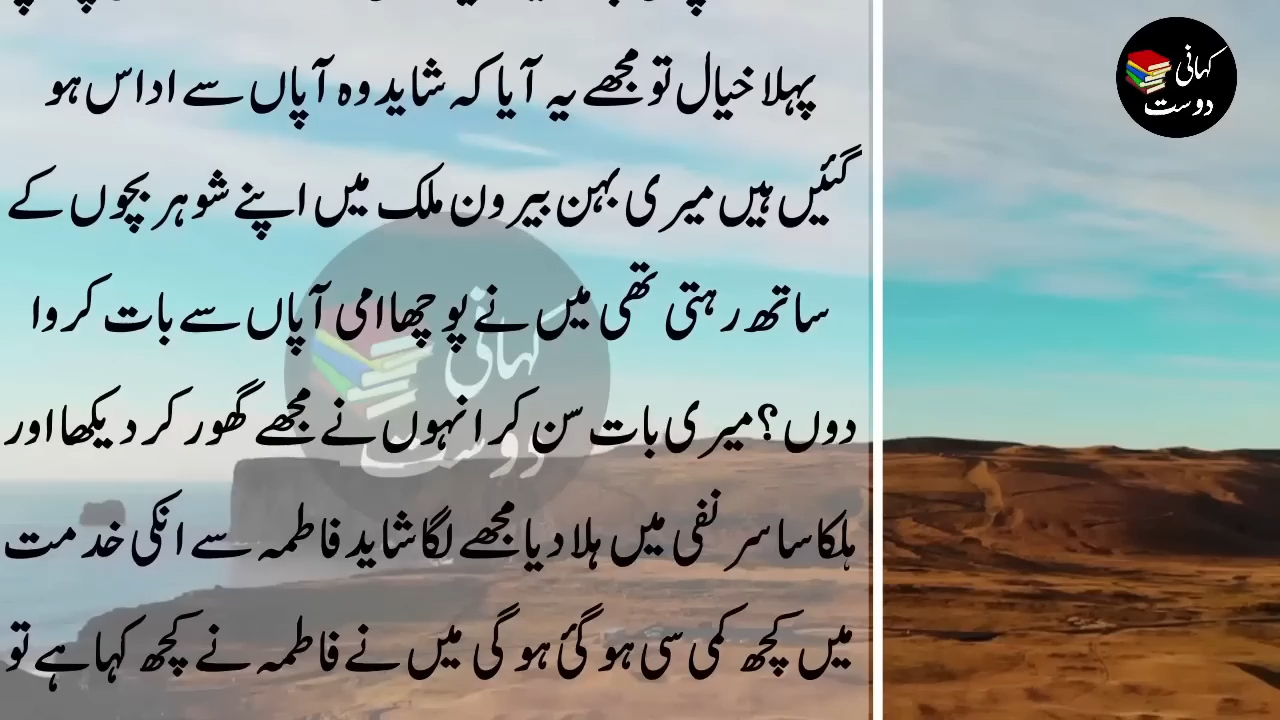 پہلا خیال تو مجھے یہ آیا کہ شاید وہ آپاں سے اداس ہو
گئیں ہیں میری بہن بیرون ملک میں اپنے شوہر بچوں کے
ساتھ رہتی تھی میں نے پوچھا امی آپاں سے بات کروا
دوں؟ میری بات سن کر انہوں نے مجھے گھور کر دیکھا اور
ہلکا سا سر نفی میں ہلا دیا مجھے لگا شاید فاطمہ سے انکی خدمت
میں کچھ کمی سی ہو گئ ہو گی میں نے فاطمہ نے کچھ کہا ہے تو
کہانی
دوست
کہانی
دوست